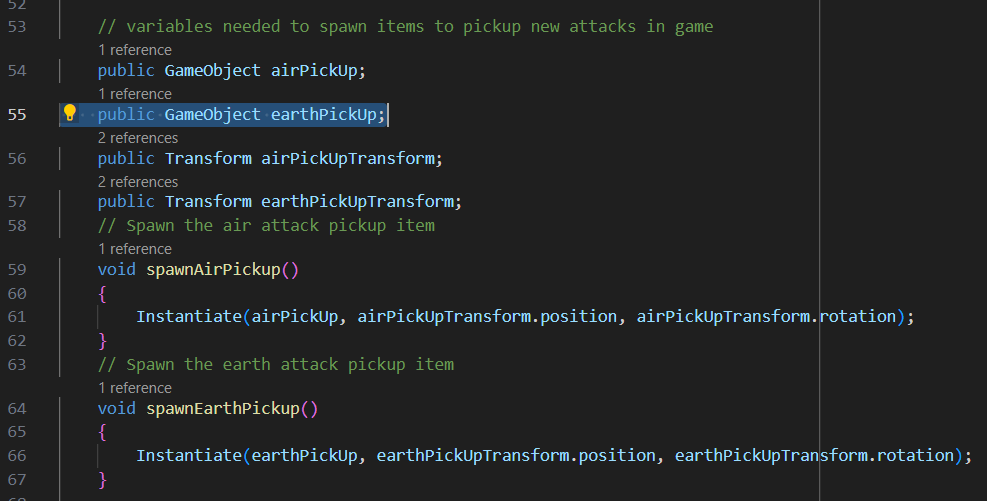 52
53 // variables needed to spawn items to pickup new attacks in game
1 reference
54 public GameObject airPickUp;
1 reference
55 public GameObject earthPickUp;
2 references
56 public Transform airPickUpTransform;
2 references
57 public Transform earthPickUpTransform;
58 // Spawn the air attack pickup item
1 reference
59 void spawnAirPickup()
60 {
61 Instantiate(airPickUp, airPickUpTransform.position, airPickUpTransform.rotation);
62 }
63 // Spawn the earth attack pickup item
1 reference
64 void spawnEarthPickup()
65 {
66 Instantiate(earthPickUp, earthPickUpTransform.position, earthPickUpTransform.rotation);
67 }
68